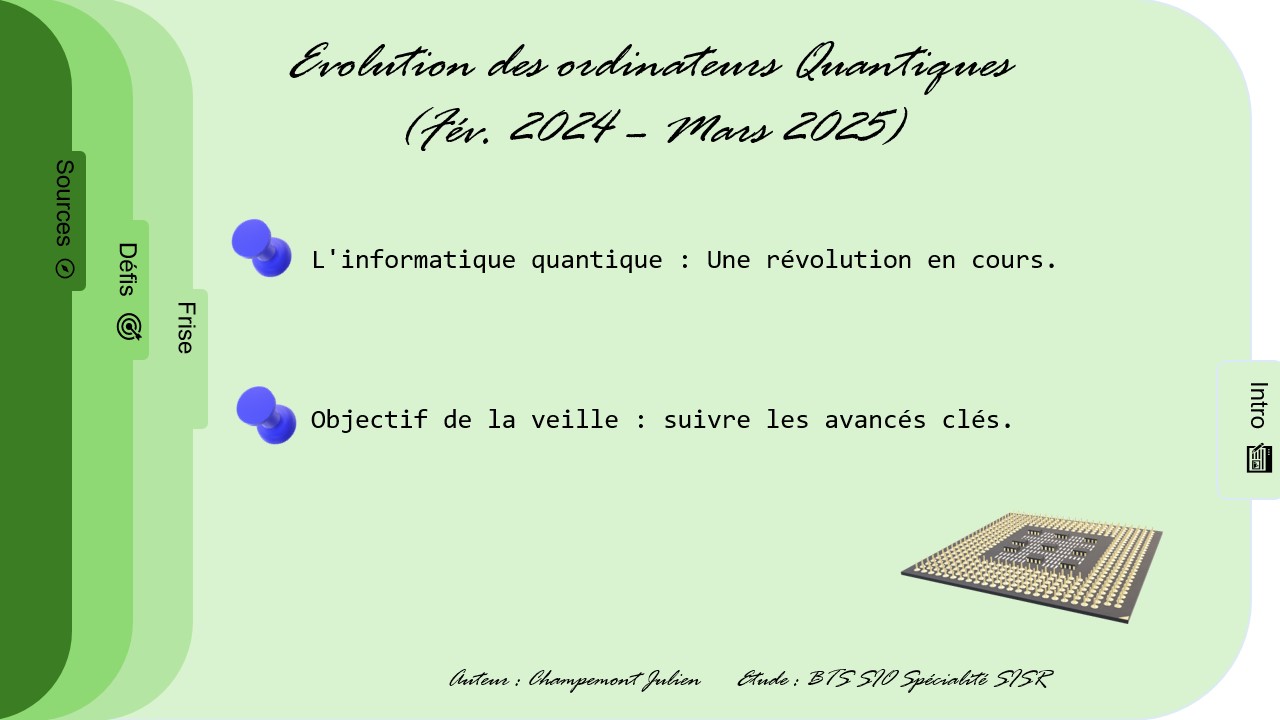 Evolution des ordinateurs Quantiques
(Fév. 2024 – Mars 2025)
Sources
Défis
Frise
L'informatique quantique : Une révolution en cours.
Objectif de la veille : suivre les avancés clés.
Intro
Auteur : Champemont Julien Etude : BTS SIO Spécialité SISR